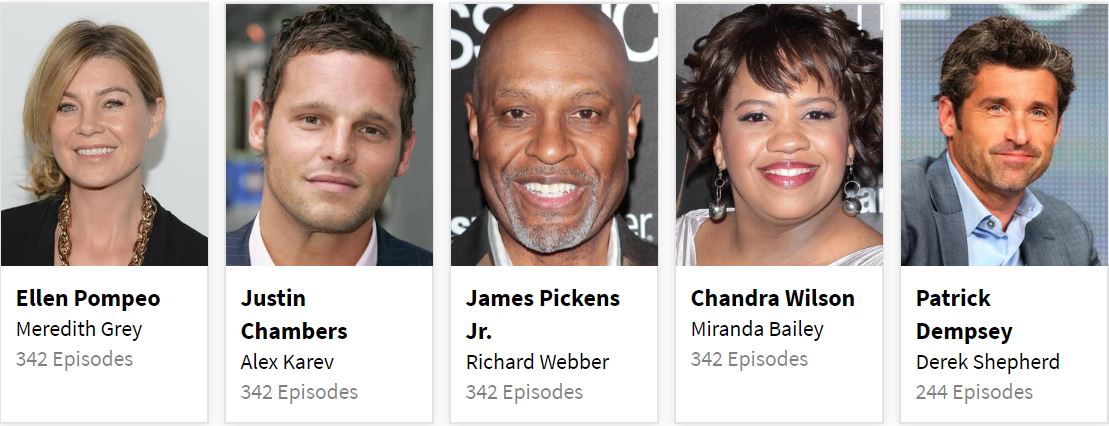 Ellen Pompeo
Meredith Grey
342 Episodes
Justin
Chambers
Alex Karev
342 Episodes
James Pickens
Jr.
Richard Webber
342 Episodes
Chandra Wilson
Miranda Bailey
342 Episodes
Patrick
Dempsey
Derek Shepherd
244 Episodes